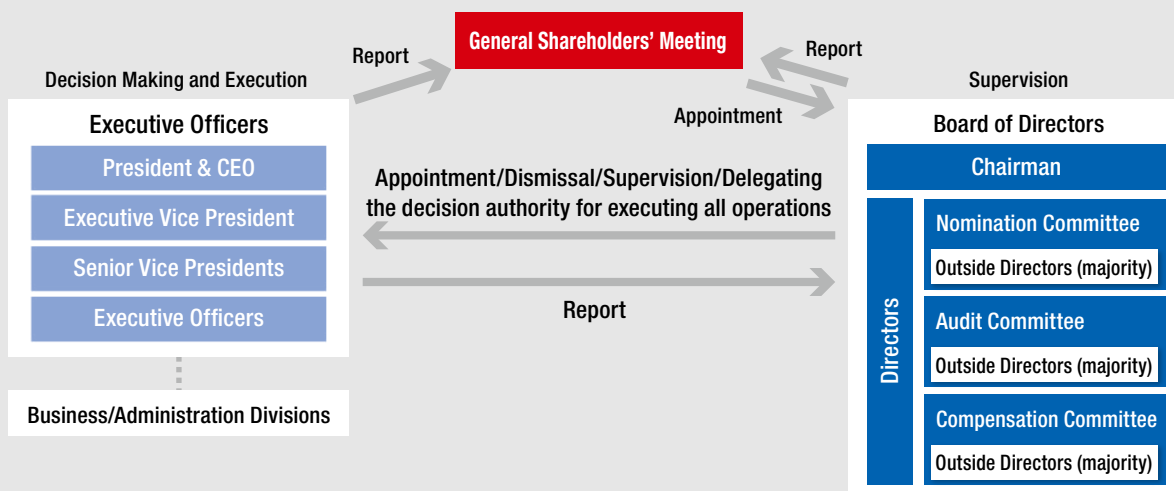 General Shareholders’ Meeting
Report
Report
Appointment
Decision Making and Execution
Executive Officers
President & CEO
Executive Vice President
Senior Vice Presidents
Executive Officers
Business/Administration Divisions
Appointment/Dismissal/Supervision/Delegating
the decision authority for executing all operations
Report
Supervision
Board of Directors
Chairman
Directors
Nomination Committee
Outside Directors (majority)
Audit Committee
Outside Directors (majority)
Compensation Committee
Outside Directors (majority)